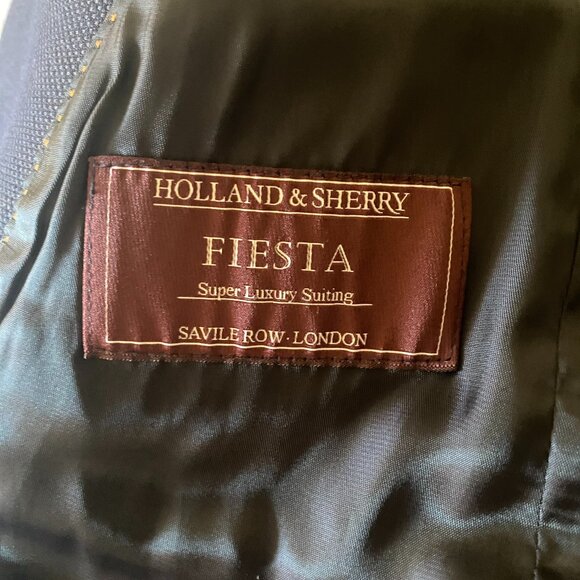 HOLLAND & SHERRY
FIESTA
Super Luxury Suiting
SAVILE ROW · LONDON